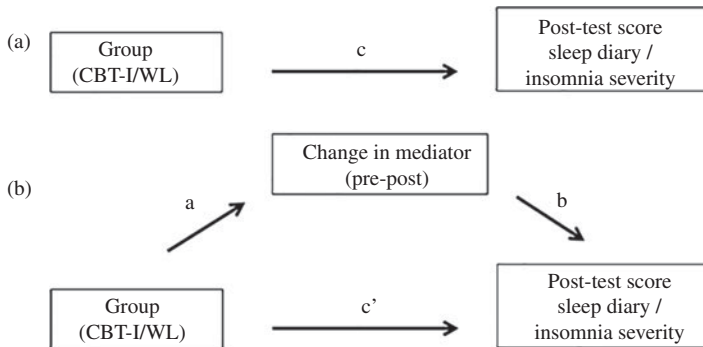 (a)
Group
(CBT-I/WL)
c
Post-test score
sleep diary /
insomnia severity
(b)
Change in mediator
(pre-post)
a
b
Group
(CBT-I/WL)
c'
Post-test score
sleep diary /
insomnia severity